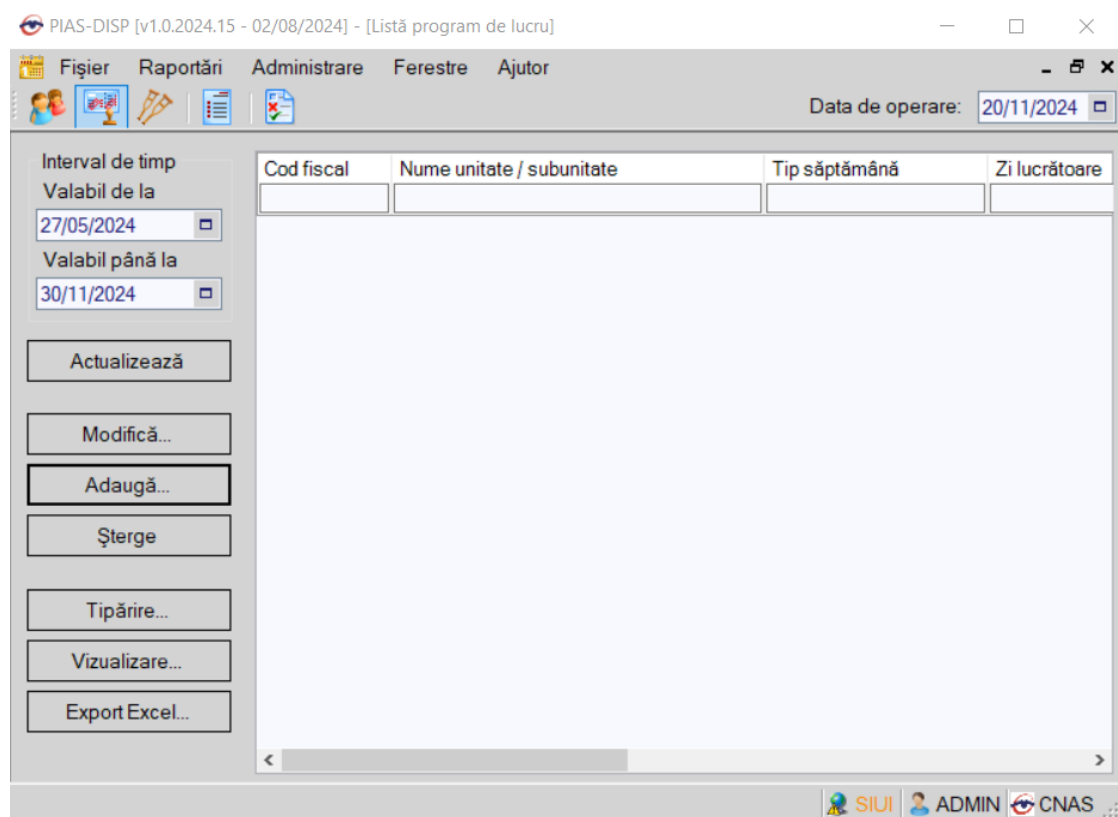 PIAS-DISP [v1.0.2024.15 - 02/08/2024] - [Listă program de lucru]
Fişier Raportări Administrare Ferestre Ajutor
Data de operare: 20/11/2024
Interval de timp
Valabil de la
27/05/2024
Valabil până la
30/11/2024
Actualizează
Modifică...
Adaugă...
Şterge
Tipărire...
Vizualizare...
Export Excel...
Cod fiscal Nume unitate / subunitate Tip săptămână Zi lucrătoare
SIUI ADMIN CNAS